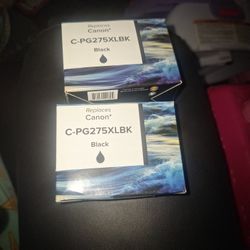 Replaces
Canon*
C-PG275XLBK
Black
Replaces
Canon*
C-PG275XLBK
Black